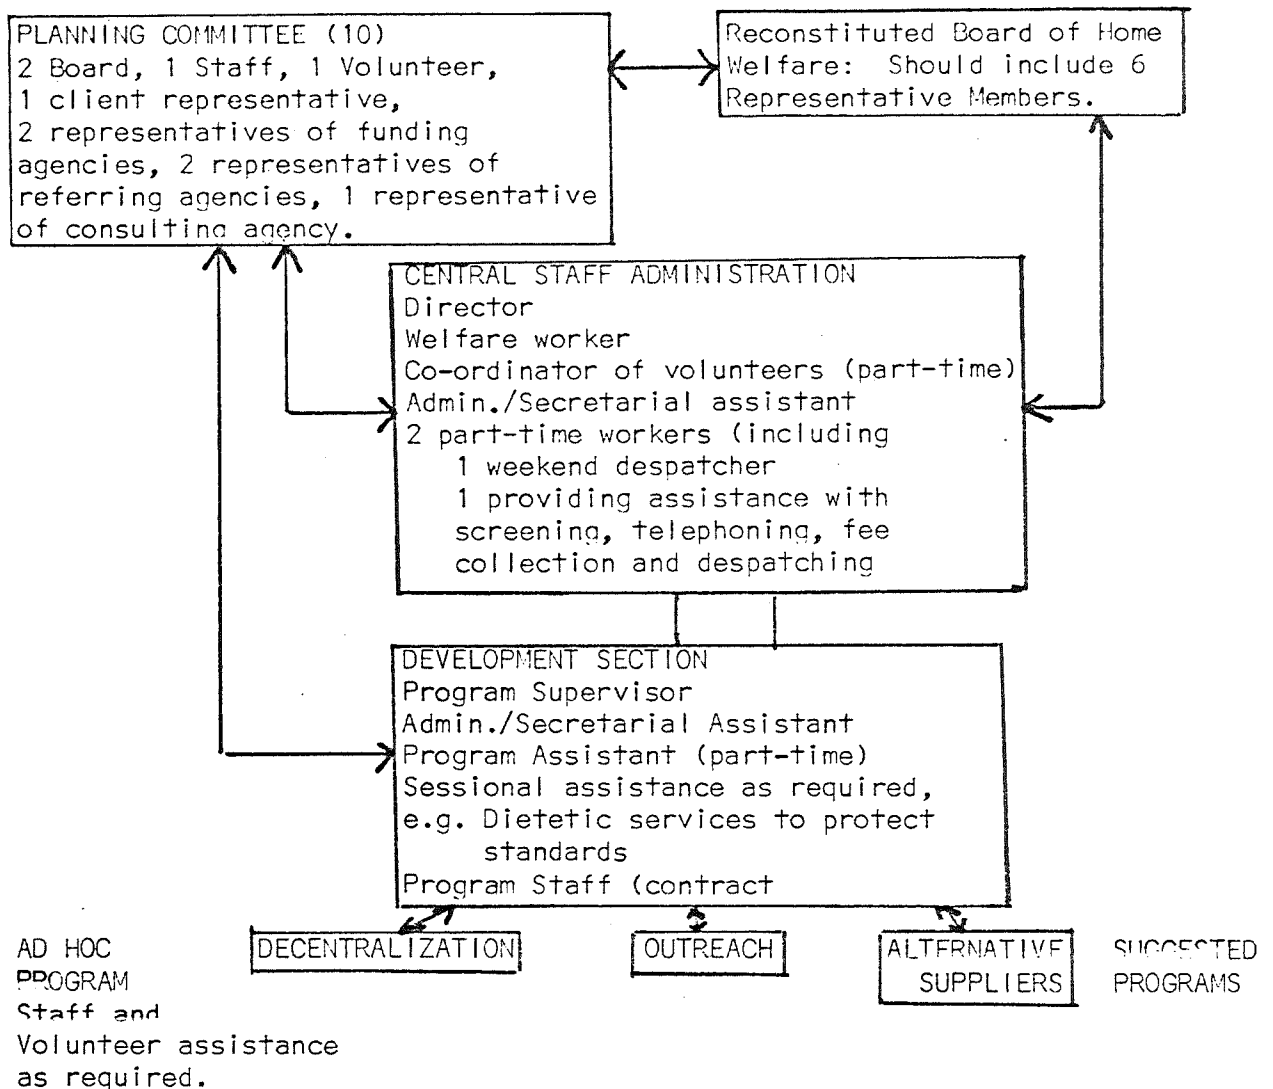 PLANNING COMMITTEE (10)
2 Board, 1 Staff, 1 Volunteer,
1 client representative,
2 representatives of funding
agencies, 2 representatives of
referring agencies, 1 representative
of consulting agency.
Reconstituted Board of Home
Welfare: Should include 6
Representative Members.
CENTRAL STAFF ADMINISTRATION
Director
Welfare worker
Co-ordinator of volunteers (part-time)
Admin./Secretarial assistant
2 part-time workers (including
1 weekend despatcher
1 providing assistance with
screening, telephoning, fee
collection and despatching
DEVELOPMENT SECTION
Program Supervisor
Admin./Secretarial Assistant
Program Assistant (part-time)
Sessional assistance as required,
e.g. Dietetic services to protect
standards
Program Staff (contract
AD HOC
PROGRAM
Staff and
Volunteer assistance
as required.
DECENTRALIZATION
OUTREACH
ALTERNATIVE
SUPPLIERS
SUGGESTED
PROGRAMS